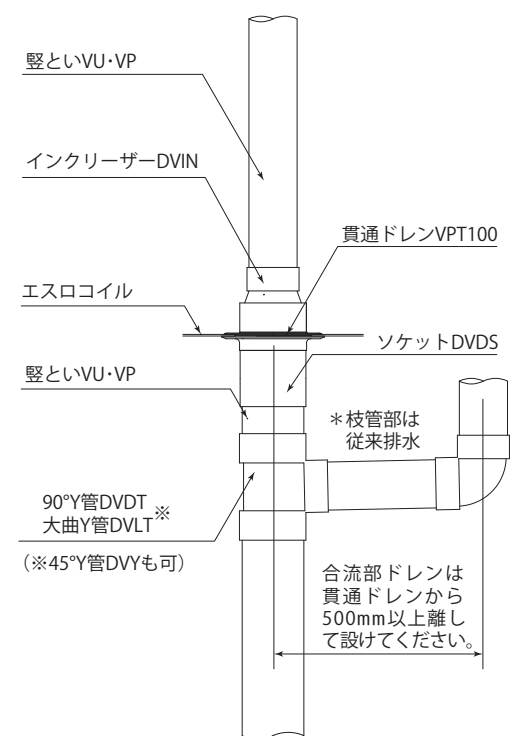 竪といVU・VP
インクリーザーDVIN
貫通ドレンVPT100
エスロコイル
ソケットDVDS
竪といVU・VP
＊枝管部は
従来排水
90°Y管DVDT
大曲Y管DVLT※
（※45°Y管DVYも可）
合流部ドレンは
貫通ドレンから
500mm以上離し
て設けてください。